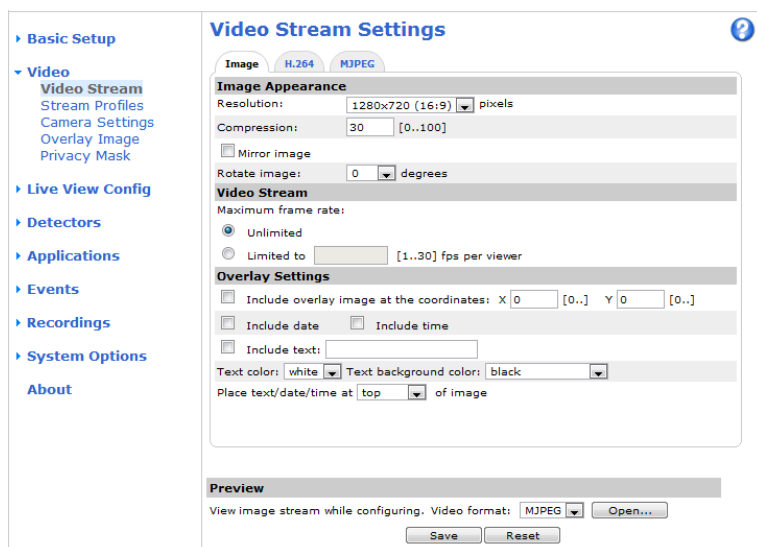 Basic Setup
Video
Video Stream
Stream Profiles
Camera Settings
Overlay Image
Privacy Mask
Live View Config
Detectors
Applications
Events
Recordings
System Options
About
Video Stream Settings
?
Image H.264 MJPEG
Image Appearance
Resolution: 1280x720 (16:9) pixels
Compression: 30 [0..100]
Mirror image
Rotate image: 0 degrees
Video Stream
Maximum frame rate:
Unlimited
Limited to [1..30] fps per viewer
Overlay Settings
Include overlay image at the coordinates: X 0 [0..] Y 0 [0..]
Include date Include time
Include text:
Text color: white Text background color: black
Place text/date/time at top of image
Preview
View image stream while configuring. Video format: MJPEG Open...
Save Reset